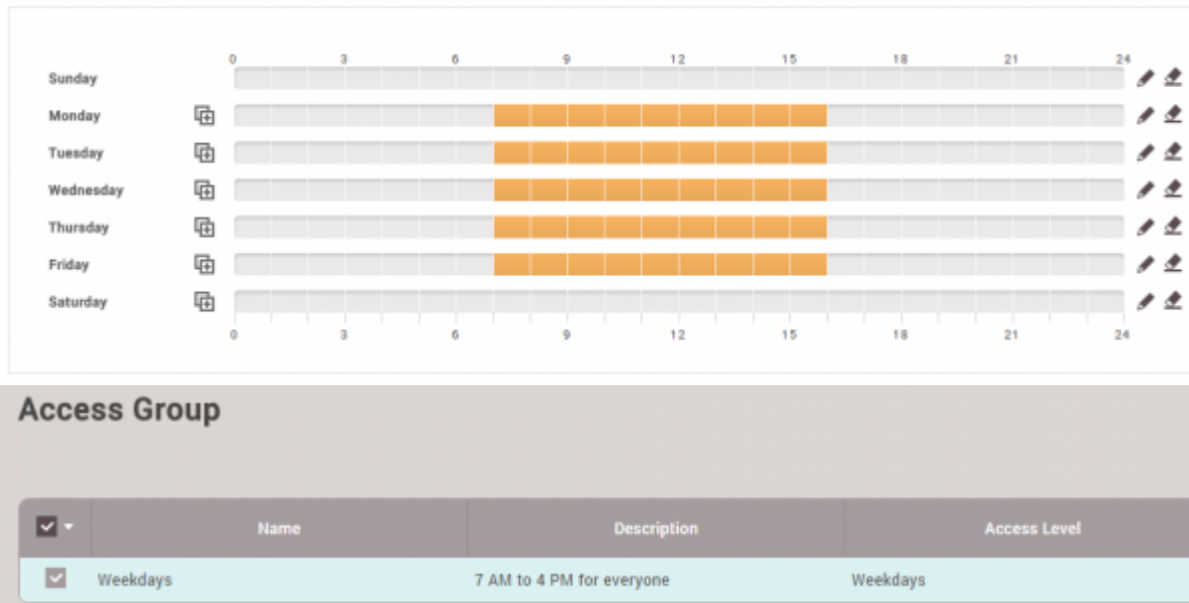 0 3 6 9 12 15 18 21 24
Sunday
Monday
Tuesday
Wednesday
Thursday
Friday
Saturday
0 3 6 9 12 15 18 21 24
Access Group
Name Description Access Level
Weekdays 7 AM to 4 PM for everyone Weekdays